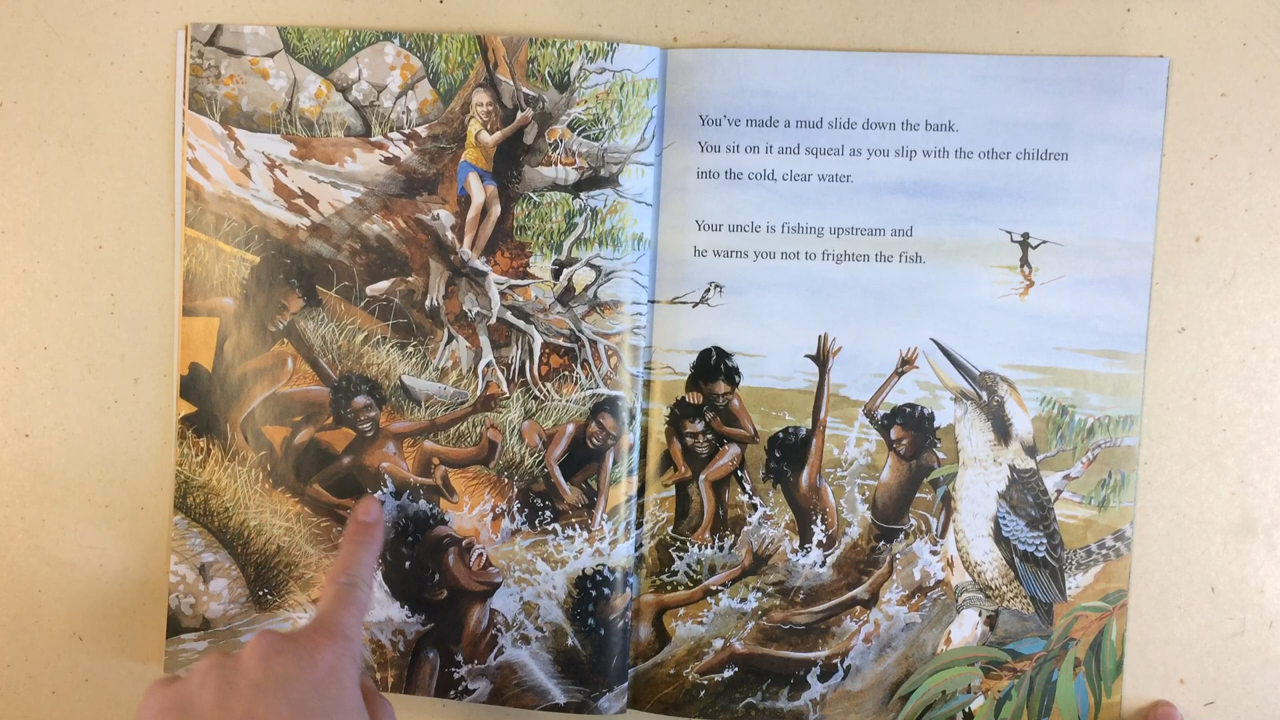 You've made a mud slide down the bank.
You sit on it and squeal as you slip with the other children
into the cold, clear water.
Your uncle is fishing upstream and
he warns you not to frighten the fish.